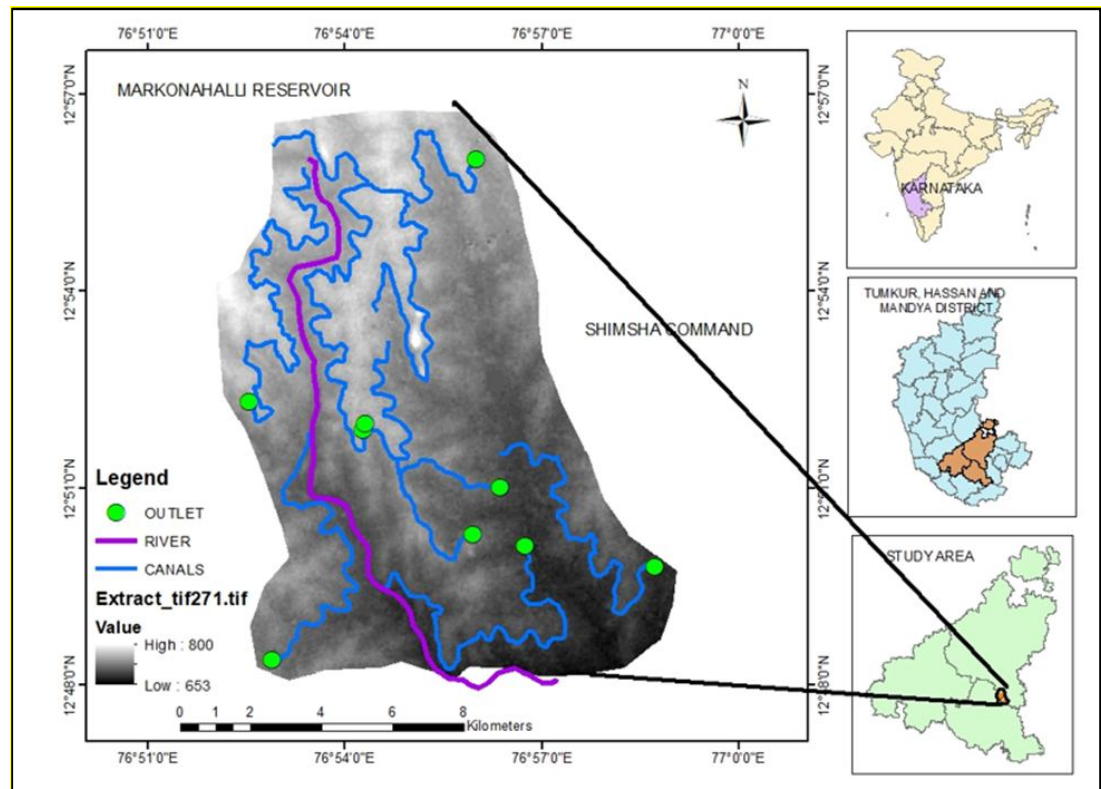 76°51'0"E 76°54'0"E 76°57'0"E 77°0'0"E
MARKONAHALLI RESERVOIR
N
12°57'0"N 12°57'0"N
12°54'0"N 12°54'0"N
SHIMSHA COMMAND
12°51'0"N 12°51'0"N
12°48'0"N 12°48'0"N
Legend
OUTLET
RIVER
CANALS
Extract_tif271.tif
Value
High : 800
Low : 653
0 1 2 4 6 8
Kilometers
76°51'0"E 76°54'0"E 76°57'0"E 77°0'0"E
KARNATAKA
TUMKUR, HASSAN AND
MANDYA DISTRICT
STUDY AREA